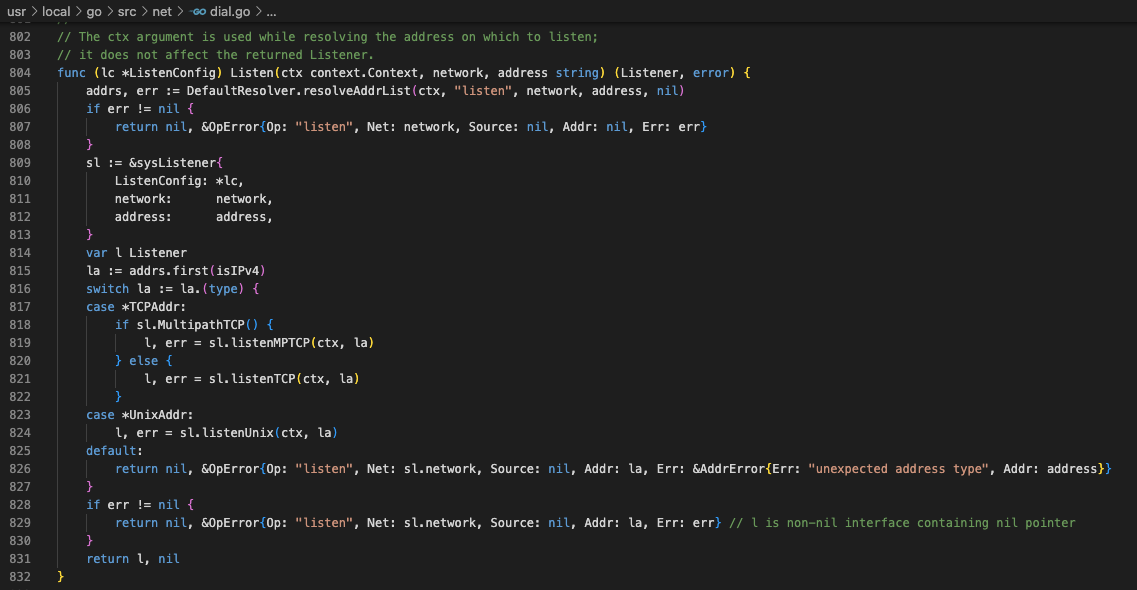 usr > local > go > src > net > GO dial.go > ...
802 // The ctx argument is used while resolving the address on which to listen;
803 // it does not affect the returned Listener.
804 func (lc *ListenConfig) Listen(ctx context.Context, network, address string) (Listener, error) {
805     addrs, err := DefaultResolver.resolveAddrList(ctx, "listen", network, address, nil)
806     if err != nil {
807         return nil, &OpError{Op: "listen", Net: network, Source: nil, Addr: nil, Err: err}
808     }
809     sl := &sysListener{
810         ListenConfig: *lc,
811         network:      network,
812         address:      address,
813     }
814     var l Listener
815     la := addrs.first(isIPv4)
816     switch la := la.(type) {
817     case *TCPAddr:
818         if sl.MultipathTCP() {
819             l, err = sl.listenMPTCP(ctx, la)
820         } else {
821             l, err = sl.listenTCP(ctx, la)
822         }
823     case *UnixAddr:
824         l, err = sl.listenUnix(ctx, la)
825     default:
826         return nil, &OpError{Op: "listen", Net: sl.network, Source: nil, Addr: la, Err: &AddrError{Err: "unexpected address type", Addr: address}}
827     }
828     if err != nil {
829         return nil, &OpError{Op: "listen", Net: sl.network, Source: nil, Addr: la, Err: err} // l is non-nil interface containing nil pointer
830     }
831     return l, nil
832 }